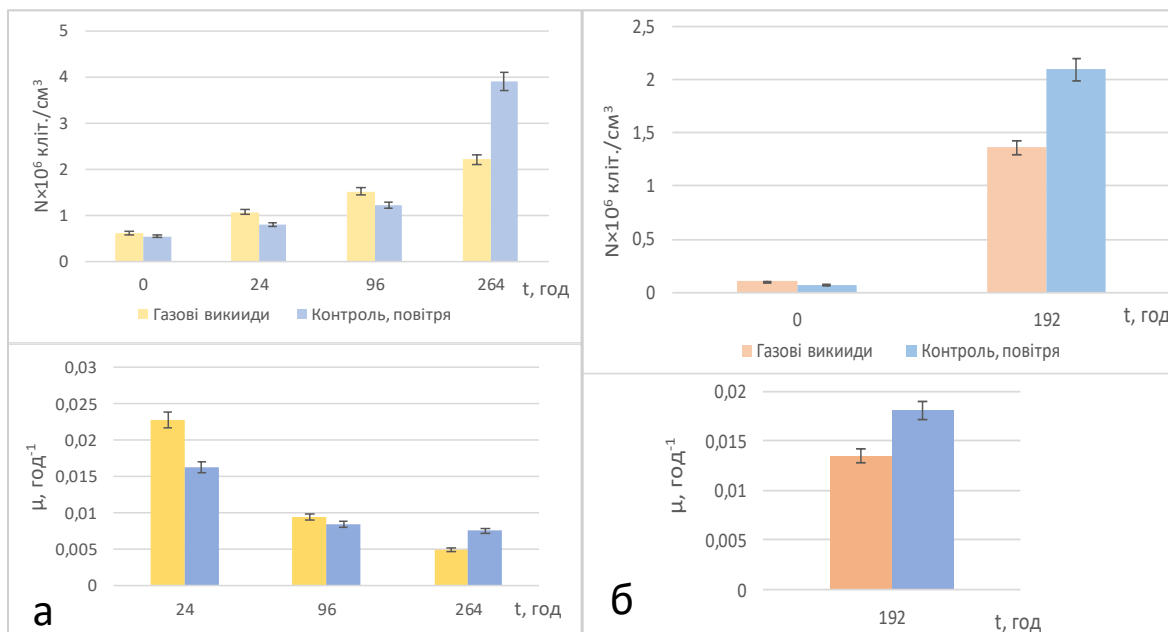 N×10⁶ кліт./см³
5
4
3
2
1
0
0 24 96 264 t, год
Газові викииди Контроль, повітря
μ, год⁻¹
0,03
0,025
0,02
0,015
0,01
0,005
0
24 96 264 t, год
а
N×10⁶ кліт./см³
2,5
2
1,5
1
0,5
0
0 192 t, год
Газові викииди Контроль, повітря
μ, год⁻¹
0,02
0,015
0,01
0,005
0
192 t, год
б